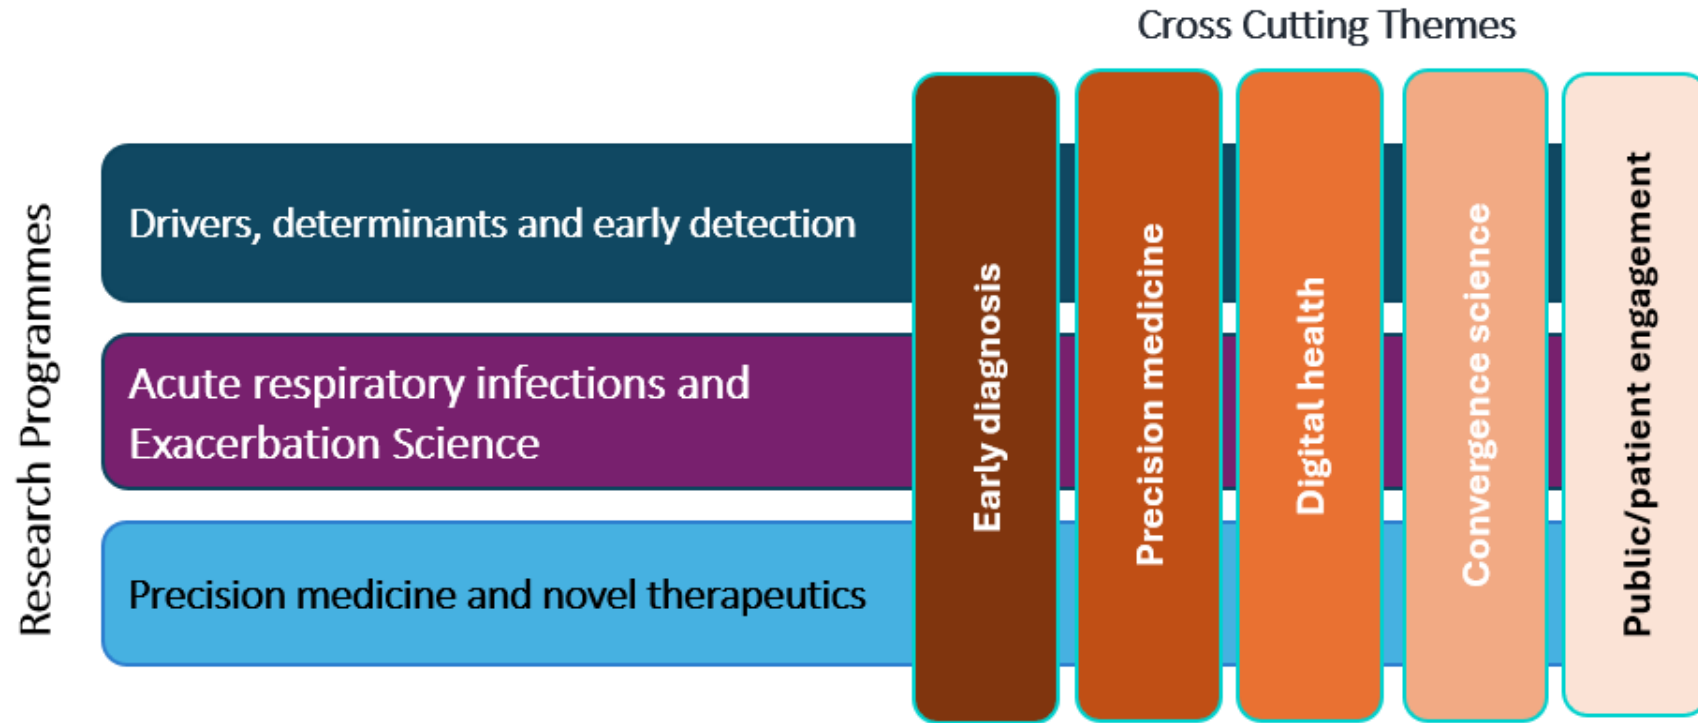 Cross Cutting Themes
Research Programmes
Drivers, determinants and early detection
Acute respiratory infections and
Exacerbation Science
Precision medicine and novel therapeutics
Early diagnosis
Precision medicine
Digital health
Convergence science
Public/patient engagement